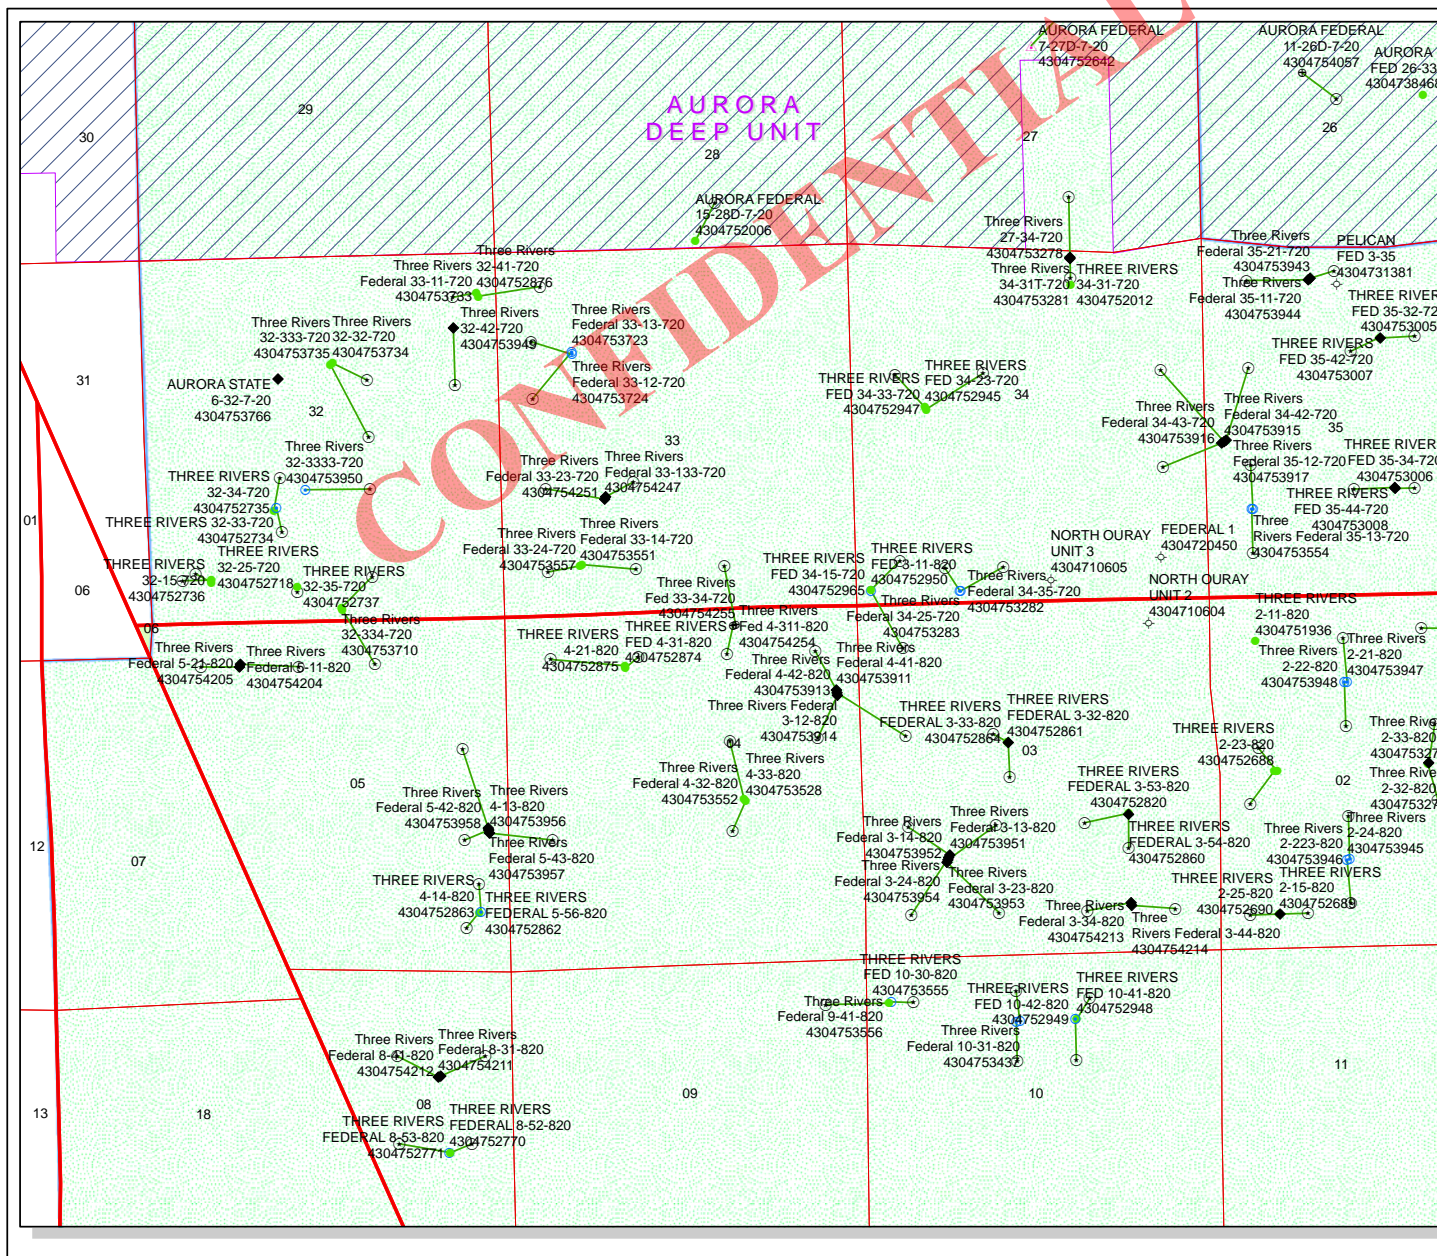 AURORA FEDERAL
7-27D-7-20
4304752642
AURORA FEDERAL
11-26D-7-20
4304754057
AURORA
FED 26-33
4304738468
AURORA
DEEP UNIT
29
30
28
27
26
CONFIDENTIAL
AURORA FEDERAL
15-28D-7-20
4304752006
Three Rivers
27-34-720
4304753278
Three Rivers
34-31T-720
4304753281
THREE RIVERS
34-31-720
4304752012
Three Rivers
Federal 35-21-720
4304753943
Three Rivers
Federal 35-11-720
4304753944
PELICAN
FED 3-35
4304731381
THREE RIVER
FED 35-32-72
4304753005
THREE RIVERS
FED 35-42-720
4304753007
Three Rivers
Federal 33-11-720
4304753733
Three Rivers
32-41-720
4304752876
Three Rivers
32-42-720
4304753949
Three Rivers
Federal 33-13-720
4304753723
Three Rivers
Federal 33-12-720
4304753724
Three Rivers
32-333-720
4304753735
Three Rivers
32-32-720
4304753734
AURORA STATE
6-32-7-20
4304753766
31
32
33
34
35
THREE RIVERS
FED 34-33-720
4304752947
THREE RIVERS
FED 34-23-720
4304752945
Three Rivers
Federal 34-43-720
4304753916
Three Rivers
Federal 34-42-720
4304753915
Three Rivers
Federal 35-12-720
4304753917
THREE RIVER
FED 35-34-720
4304753006
THREE RIVERS
FED 35-44-720
4304753008
Three
Rivers Federal 35-13-720
4304753554
Three Rivers
32-3333-720
4304753950
THREE RIVERS
32-34-720
4304752735
THREE RIVERS 32-33-720
4304752734
Three Rivers
Federal 33-23-720
4304754251
Three Rivers
Federal 33-133-720
4304754247
01
06
06
THREE RIVERS
32-15-720
4304752736
THREE RIVERS
32-25-720
4304752718
THREE RIVERS
32-35-720
4304752737
Three Rivers
32-334-720
4304753710
Three Rivers
Federal 33-24-720
4304753557
Three Rivers
Federal 33-14-720
4304753551
Three Rivers
Fed 33-34-720
4304754255
Three Rivers
Fed 4-311-820
4304754254
THREE RIVERS
FED 34-15-720
4304752965
THREE RIVERS
FED 3-11-820
4304752950
Three Rivers
Federal 34-35-720
4304753282
Three Rivers
Federal 34-25-720
4304753283
NORTH OURAY
UNIT 3
4304710605
FEDERAL 1
4304720450
NORTH OURAY
UNIT 2
4304710604
THREE RIVERS
2-11-820
4304751936
Three Rivers
2-21-820
4304753947
Three Rivers
2-22-820
4304753948
Three Rivers
Federal 5-21-820
4304754205
Three Rivers
Federal 5-11-820
4304754204
THREE RIVERS
4-21-820
4304752875
THREE RIVERS
FED 4-31-820
4304752874
Three Rivers
Federal 4-42-820
4304753913
Three Rivers
Federal 4-41-820
4304753911
Three Rivers Federal
3-12-820
4304753914
THREE RIVERS
FEDERAL 3-33-820
4304752864
THREE RIVERS
FEDERAL 3-32-820
4304752861
04
03
02
05
THREE RIVERS
2-23-820
4304752688
Three Rive
2-33-820
430475327
Three Rive
2-32-820
430475327
Three Rivers
Federal 4-32-820
4304753552
Three Rivers
4-33-820
4304753528
THREE RIVERS
FEDERAL 3-53-820
4304752820
THREE RIVERS
FEDERAL 3-54-820
4304752860
Three Rivers
2-24-820
4304753945
Three Rivers
2-223-820
4304753946
Three Rivers
Federal 5-42-820
4304753958
Three Rivers
4-13-820
4304753956
Three Rivers
Federal 5-43-820
4304753957
Three Rivers
Federal 3-14-820
4304753952
Three Rivers
Federal 3-13-820
4304753951
Three Rivers
Federal 3-24-820
4304753954
Three Rivers
Federal 3-23-820
4304753953
12
07
THREE RIVERS
4-14-820
4304752863
THREE RIVERS
FEDERAL 5-56-820
4304752862
THREE RIVERS
2-25-820
4304752690
THREE RIVERS
2-15-820
4304752689
Three Rivers
Federal 3-34-820
4304754213
Three
Rivers Federal 3-44-820
4304754214
THREE RIVERS
FED 10-30-820
4304753555
Three Rivers
Federal 9-41-820
4304753556
THREE RIVERS
FED 10-42-820
4304752949
THREE RIVERS
FED 10-41-820
4304752948
Three Rivers
Federal 10-31-820
4304753437
Three Rivers
Federal 8-41-820
4304754212
Three Rivers
Federal 8-31-820
4304754211
13
18
08
09
10
11
THREE RIVERS
FEDERAL 8-53-820
4304752771
THREE RIVERS
FEDERAL 8-52-820
4304752770